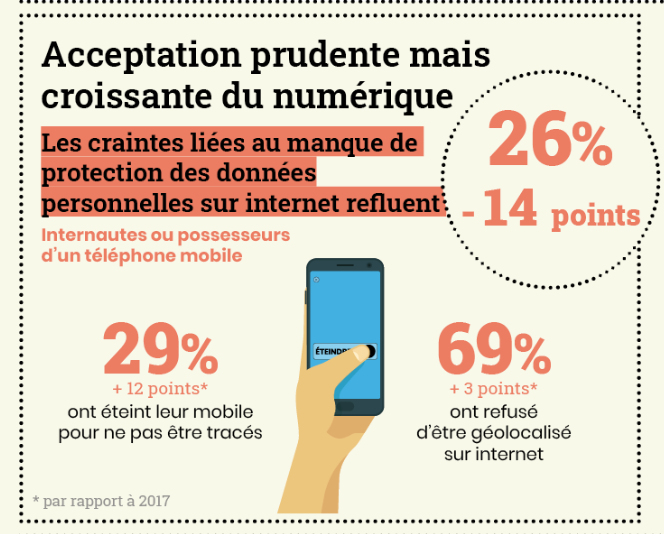 Acceptation prudente mais
croissante du numérique
Les craintes liées au manque de
protection des données
personnelles sur internet refluent
26%
- 14 points
Internautes ou possesseurs
d'un téléphone mobile
ÉTEINDR
29%
+ 12 points*
ont éteint leur mobile
pour ne pas être tracés
69%
+ 3 points*
ont refusé
d'être géolocalisé
sur internet
* par rapport à 2017